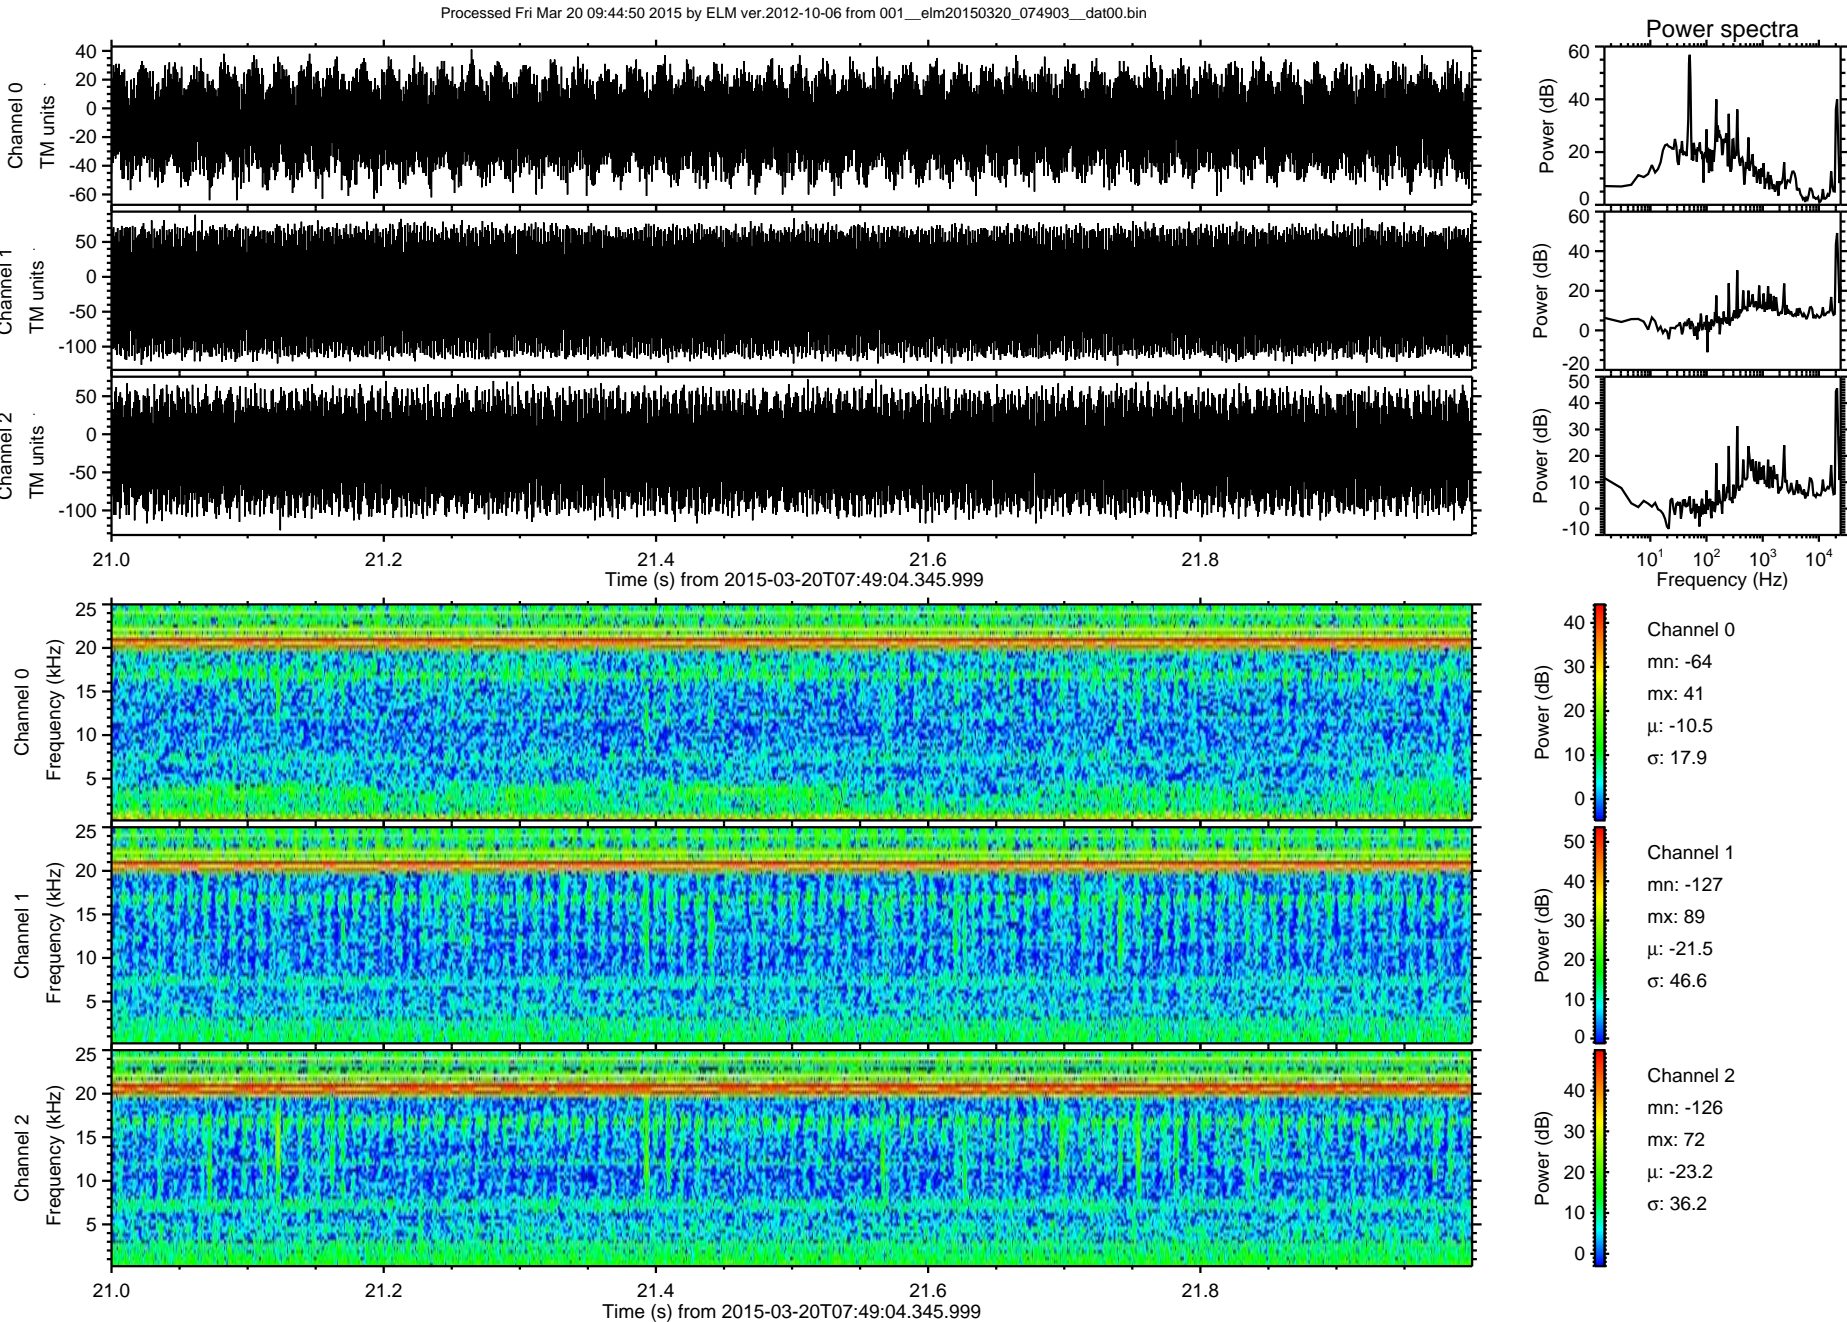 Processed Fri Mar 20 09:44:50 2015 by ELM ver.2012-10-06 from 001__elm20150320_074903__dat00.bin
Power spectra
Channel 0
TM units
40
20
0
-20
-40
-60
Power (dB)
60
40
20
0
Channel 1
TM units
50
0
-50
-100
Power (dB)
60
40
20
0
-20
Channel 2
TM units
50
0
-50
-100
Power (dB)
50
40
30
20
10
0
-10
21.0 21.2 21.4 21.6 21.8
Time (s) from 2015-03-20T07:49:04.345.999
10¹ 10² 10³ 10⁴
Frequency (Hz)
Channel 0
Frequency (kHz)
25
20
15
10
5
Power (dB)
40
30
20
10
0
Channel 0
mn: -64
mx: 41
μ: -10.5
σ: 17.9
Channel 1
Frequency (kHz)
25
20
15
10
5
Power (dB)
50
40
30
20
10
0
Channel 1
mn: -127
mx: 89
μ: -21.5
σ: 46.6
Channel 2
Frequency (kHz)
25
20
15
10
5
Power (dB)
40
30
20
10
0
Channel 2
mn: -126
mx: 72
μ: -23.2
σ: 36.2
21.0 21.2 21.4 21.6 21.8
Time (s) from 2015-03-20T07:49:04.345.999